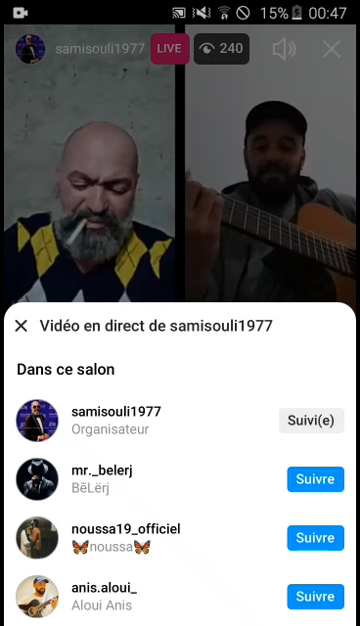 15% 00:47
samisouli1977 LIVE 240
Vidéo en direct de samisouli1977
Dans ce salon
samisouli1977
Organisateur
Suivi(e)
mr._belerj
BēLërj
Suivre
noussa19_officiel
🦋noussa🦋
Suivre
anis.aloui_
Aloui Anis
Suivre